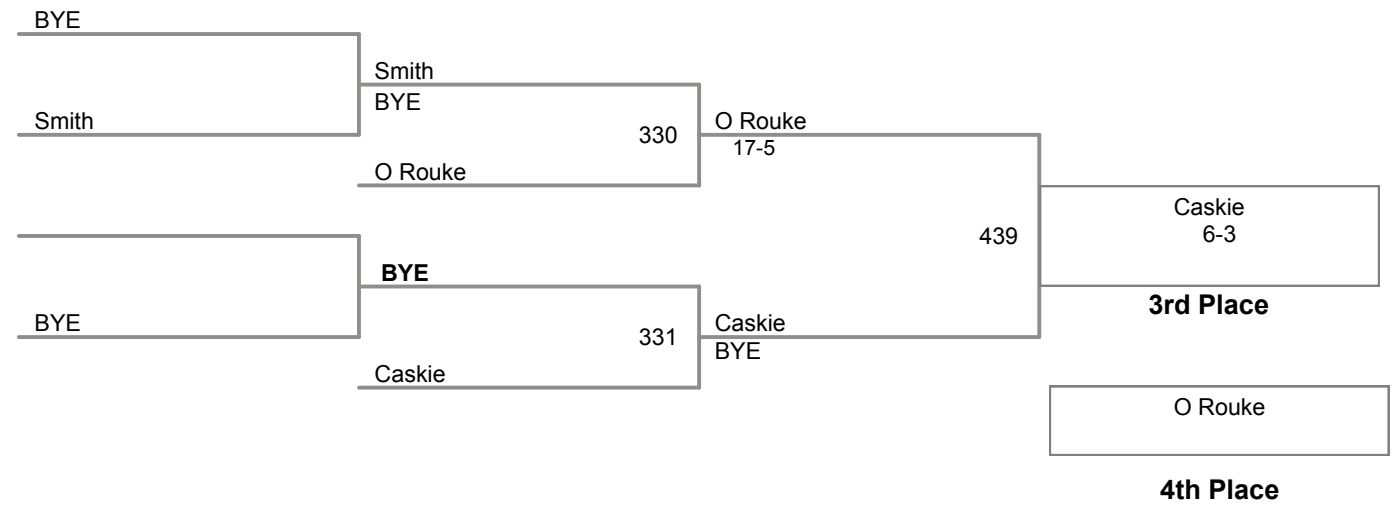 BYE
Smith
BYE
Smith
330
O Rouke
17-5
O Rouke
Caskie
6-3
439
BYE
3rd Place
BYE
331
Caskie
BYE
Caskie
O Rouke
4th Place